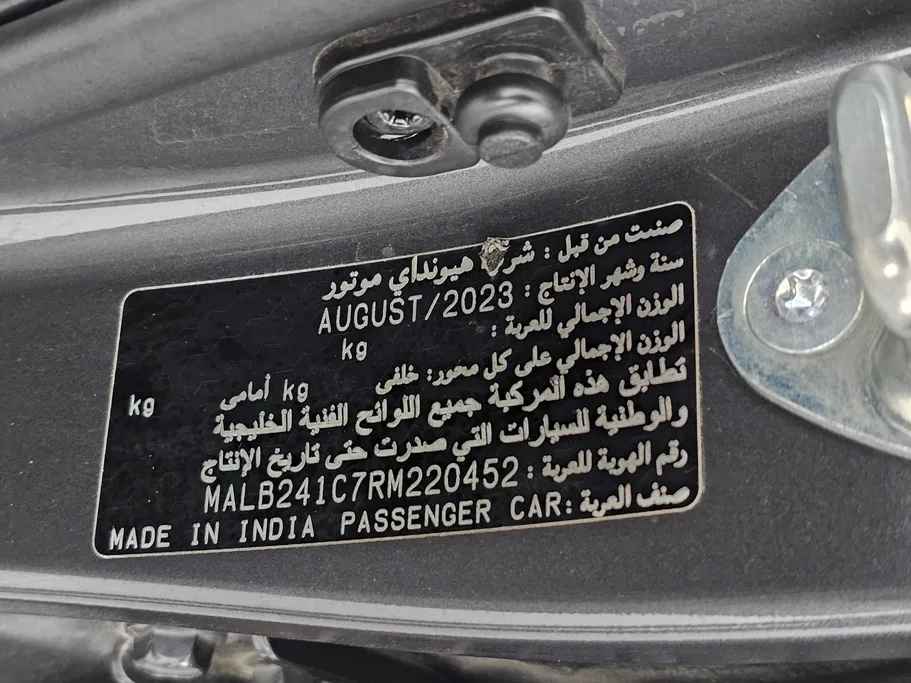 صنعت من قبل : شركة هيونداي موتور
سنة وشهر الإنتاج : AUGUST/2023
الوزن الإجمالي للعربة : kg
الوزن الإجمالي على كل محور: خلفى kg أمامى kg
تطابق هذه المركبة جميع اللوائح الفنية الخليجية
والوطنية للسيارات التي صدرت حتى تاريخ الإنتاج
رقم الهوية للعربة : MALB241C7RM220452
صنف العربة : PASSENGER CAR MADE IN INDIA